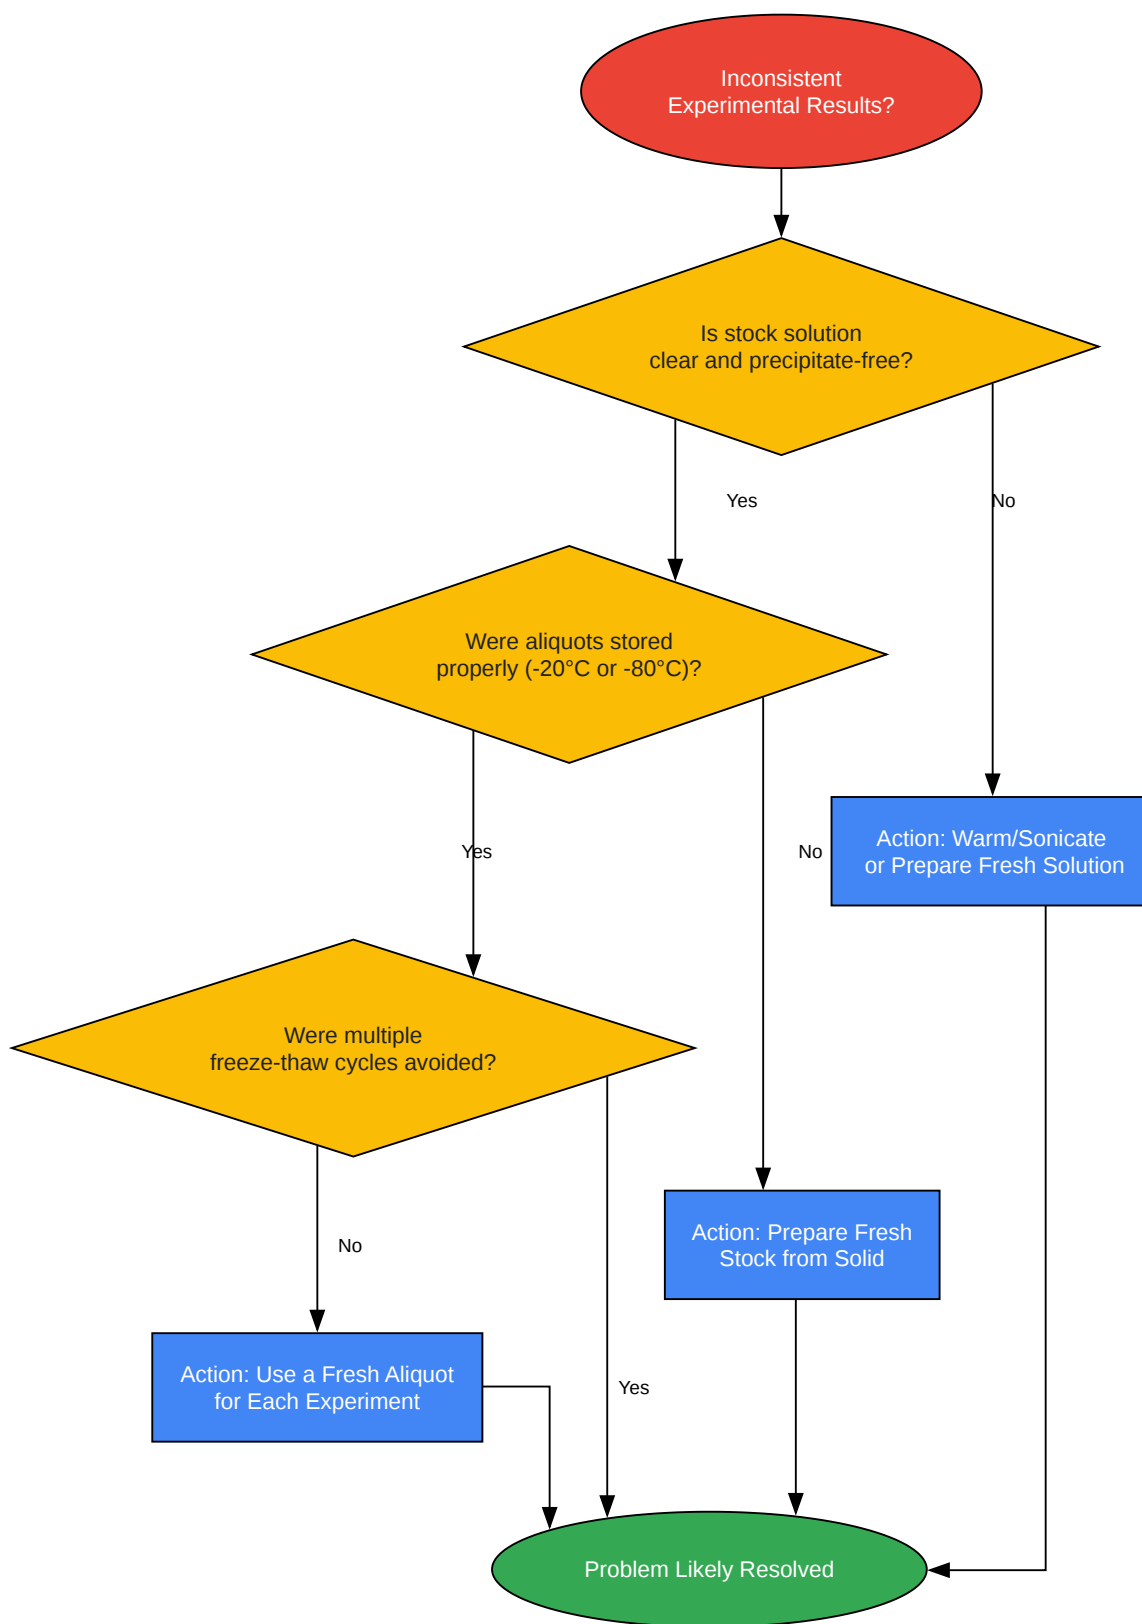 Inconsistent
Experimental Results?
Is stock solution
clear and precipitate-free?
Yes
No
Were aliquots stored
properly (-20°C or -80°C)?
Yes
No
Action: Warm/Sonicate
or Prepare Fresh Solution
Were multiple
freeze-thaw cycles avoided?
No
Action: Prepare Fresh
Stock from Solid
Action: Use a Fresh Aliquot
for Each Experiment
Yes
Problem Likely Resolved